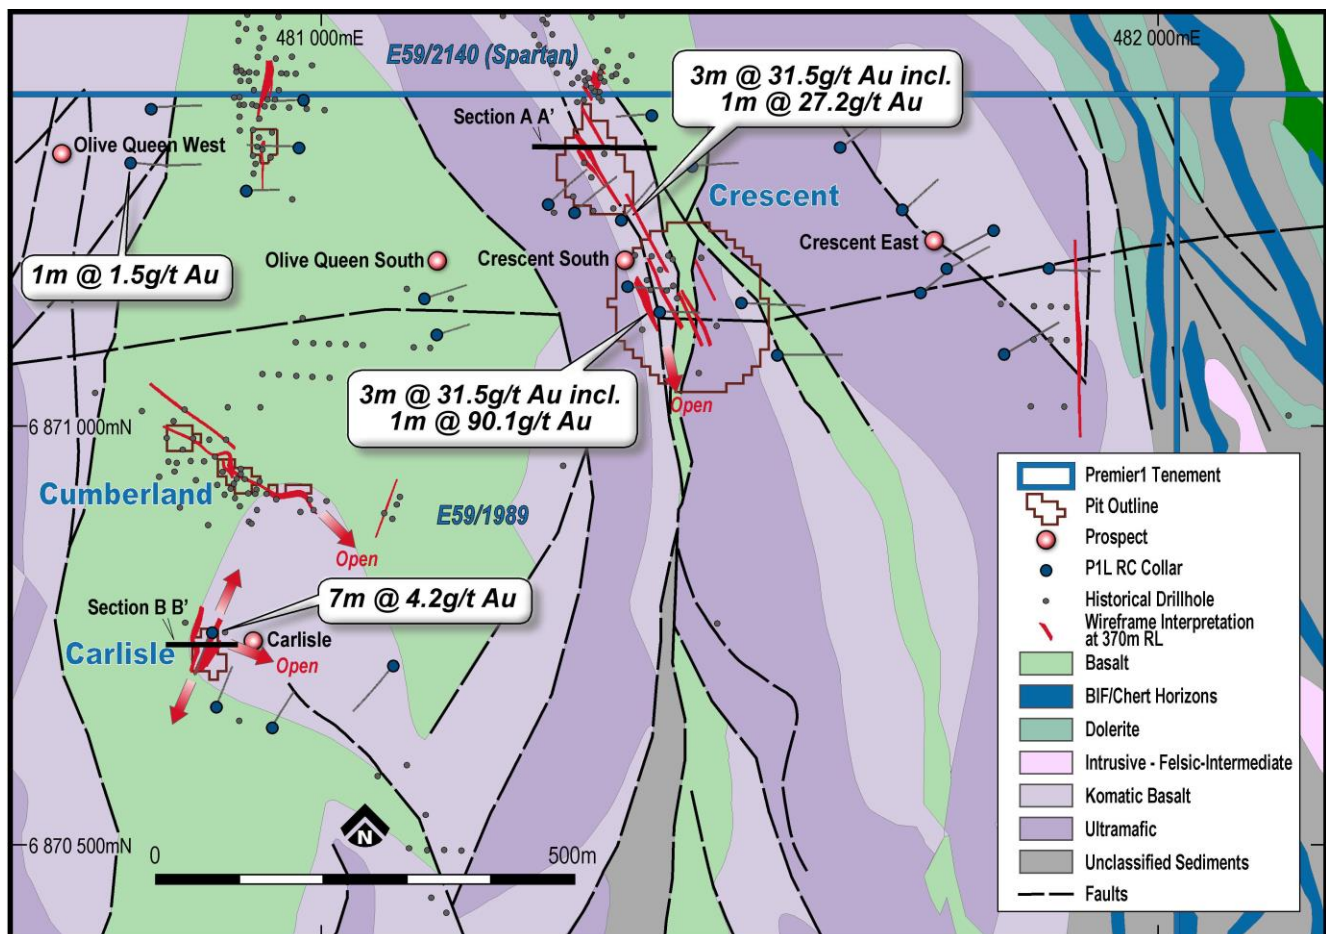 481 000mE
482 000mE
E59/2140 (Spartan)
3m @ 31.5g/t Au incl.
1m @ 27.2g/t Au
Section A A’
Olive Queen West
Crescent
Crescent East
1m @ 1.5g/t Au
Olive Queen South
Crescent South
3m @ 31.5g/t Au incl.
1m @ 90.1g/t Au
Open
6 871 000mN
Cumberland
E59/1989
Open
7m @ 4.2g/t Au
Section B B’
Carlisle
Carlisle
Open
6 870 500mN
N
0
500m
Premier1 Tenement
Pit Outline
Prospect
P1L RC Collar
Historical Drillhole
Wireframe Interpretation
at 370m RL
Basalt
BIF/Chert Horizons
Dolerite
Intrusive - Felsic-Intermediate
Komatic Basalt
Ultramafic
Unclassified Sediments
Faults